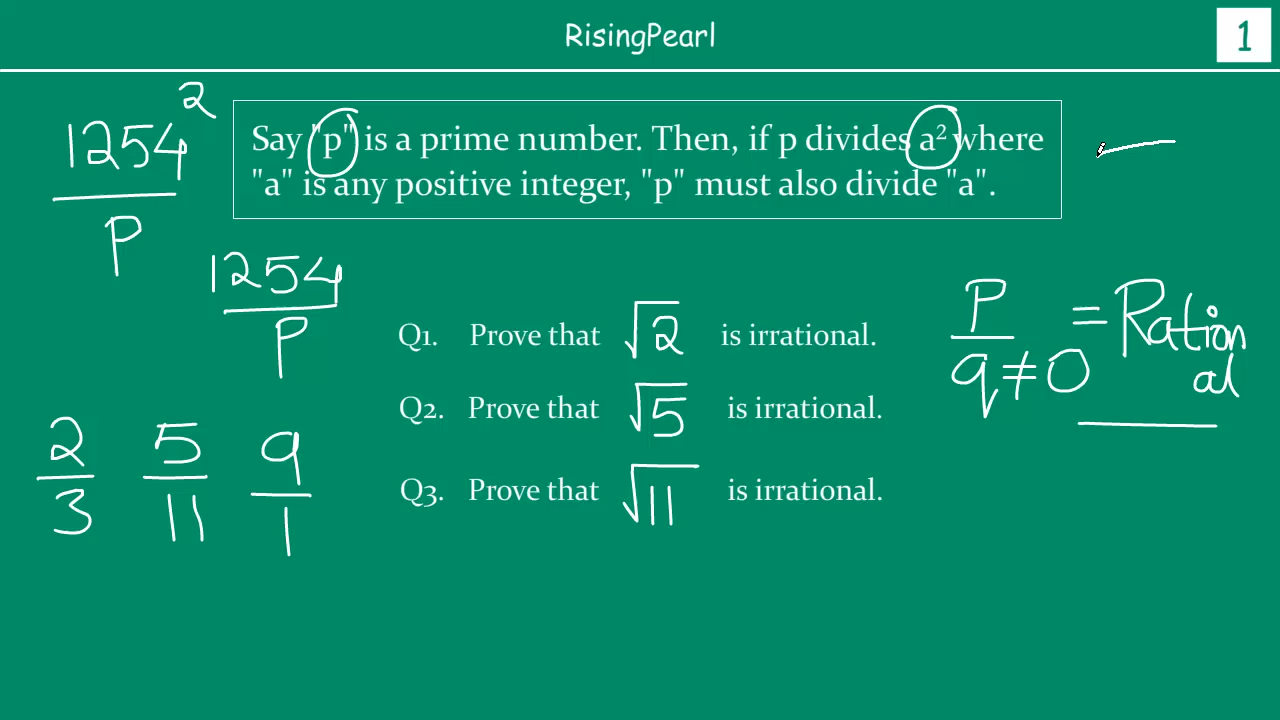 RisingPearl
1
1254²
P
Say "p" is a prime number. Then, if p divides a² where
"a" is any positive integer, "p" must also divide "a".
1254
P
Q1. Prove that √2 is irrational.
Q2. Prove that √5 is irrational.
Q3. Prove that √11 is irrational.
P
q ≠ 0
= Ration
al
2 5 9
3 11 1